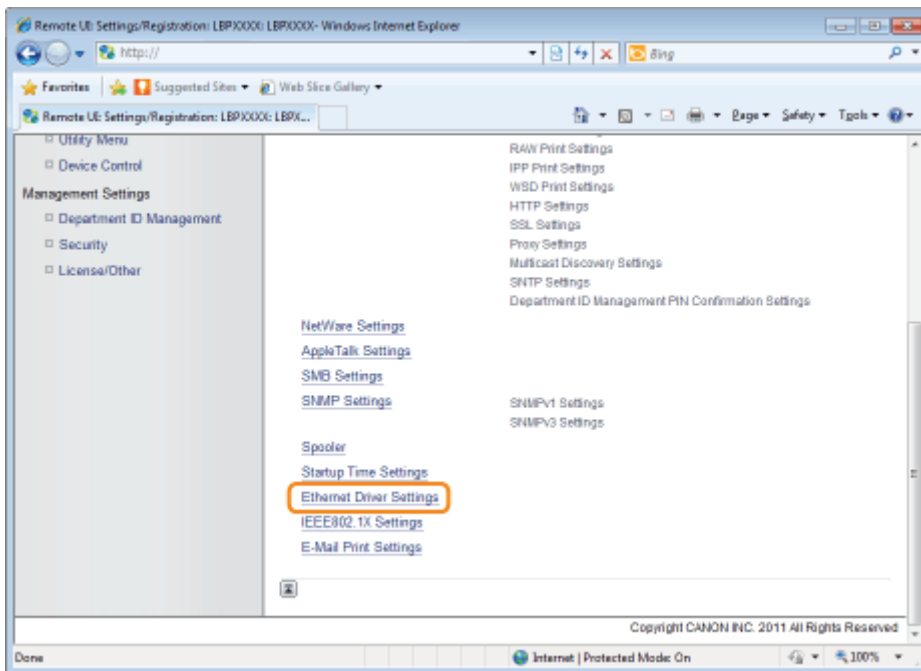 Remote UI: Settings/Registration: LBPXXXX: LBPXXXX- Windows Internet Explorer
http://
Bing
Favorites Suggested Sites Web Slice Gallery
Remote UI: Settings/Registration: LBPXXXX: LBPX...
Page Safety Tools
Utility Menu
Device Control
Management Settings
Department ID Management
Security
License/Other
RAW Print Settings
IPP Print Settings
WSD Print Settings
HTTP Settings
SSL Settings
Proxy Settings
Multicast Discovery Settings
SNTP Settings
Department ID Management PIN Confirmation Settings
NetWare Settings
AppleTalk Settings
SMB Settings
SNMP Settings
SNMPv1 Settings
SNMPv3 Settings
Spooler
Startup Time Settings
Ethernet Driver Settings
IEEE802.1X Settings
E-Mail Print Settings
Copyright CANON INC. 2011 All Rights Reserved
Done Internet | Protected Mode: On 100%